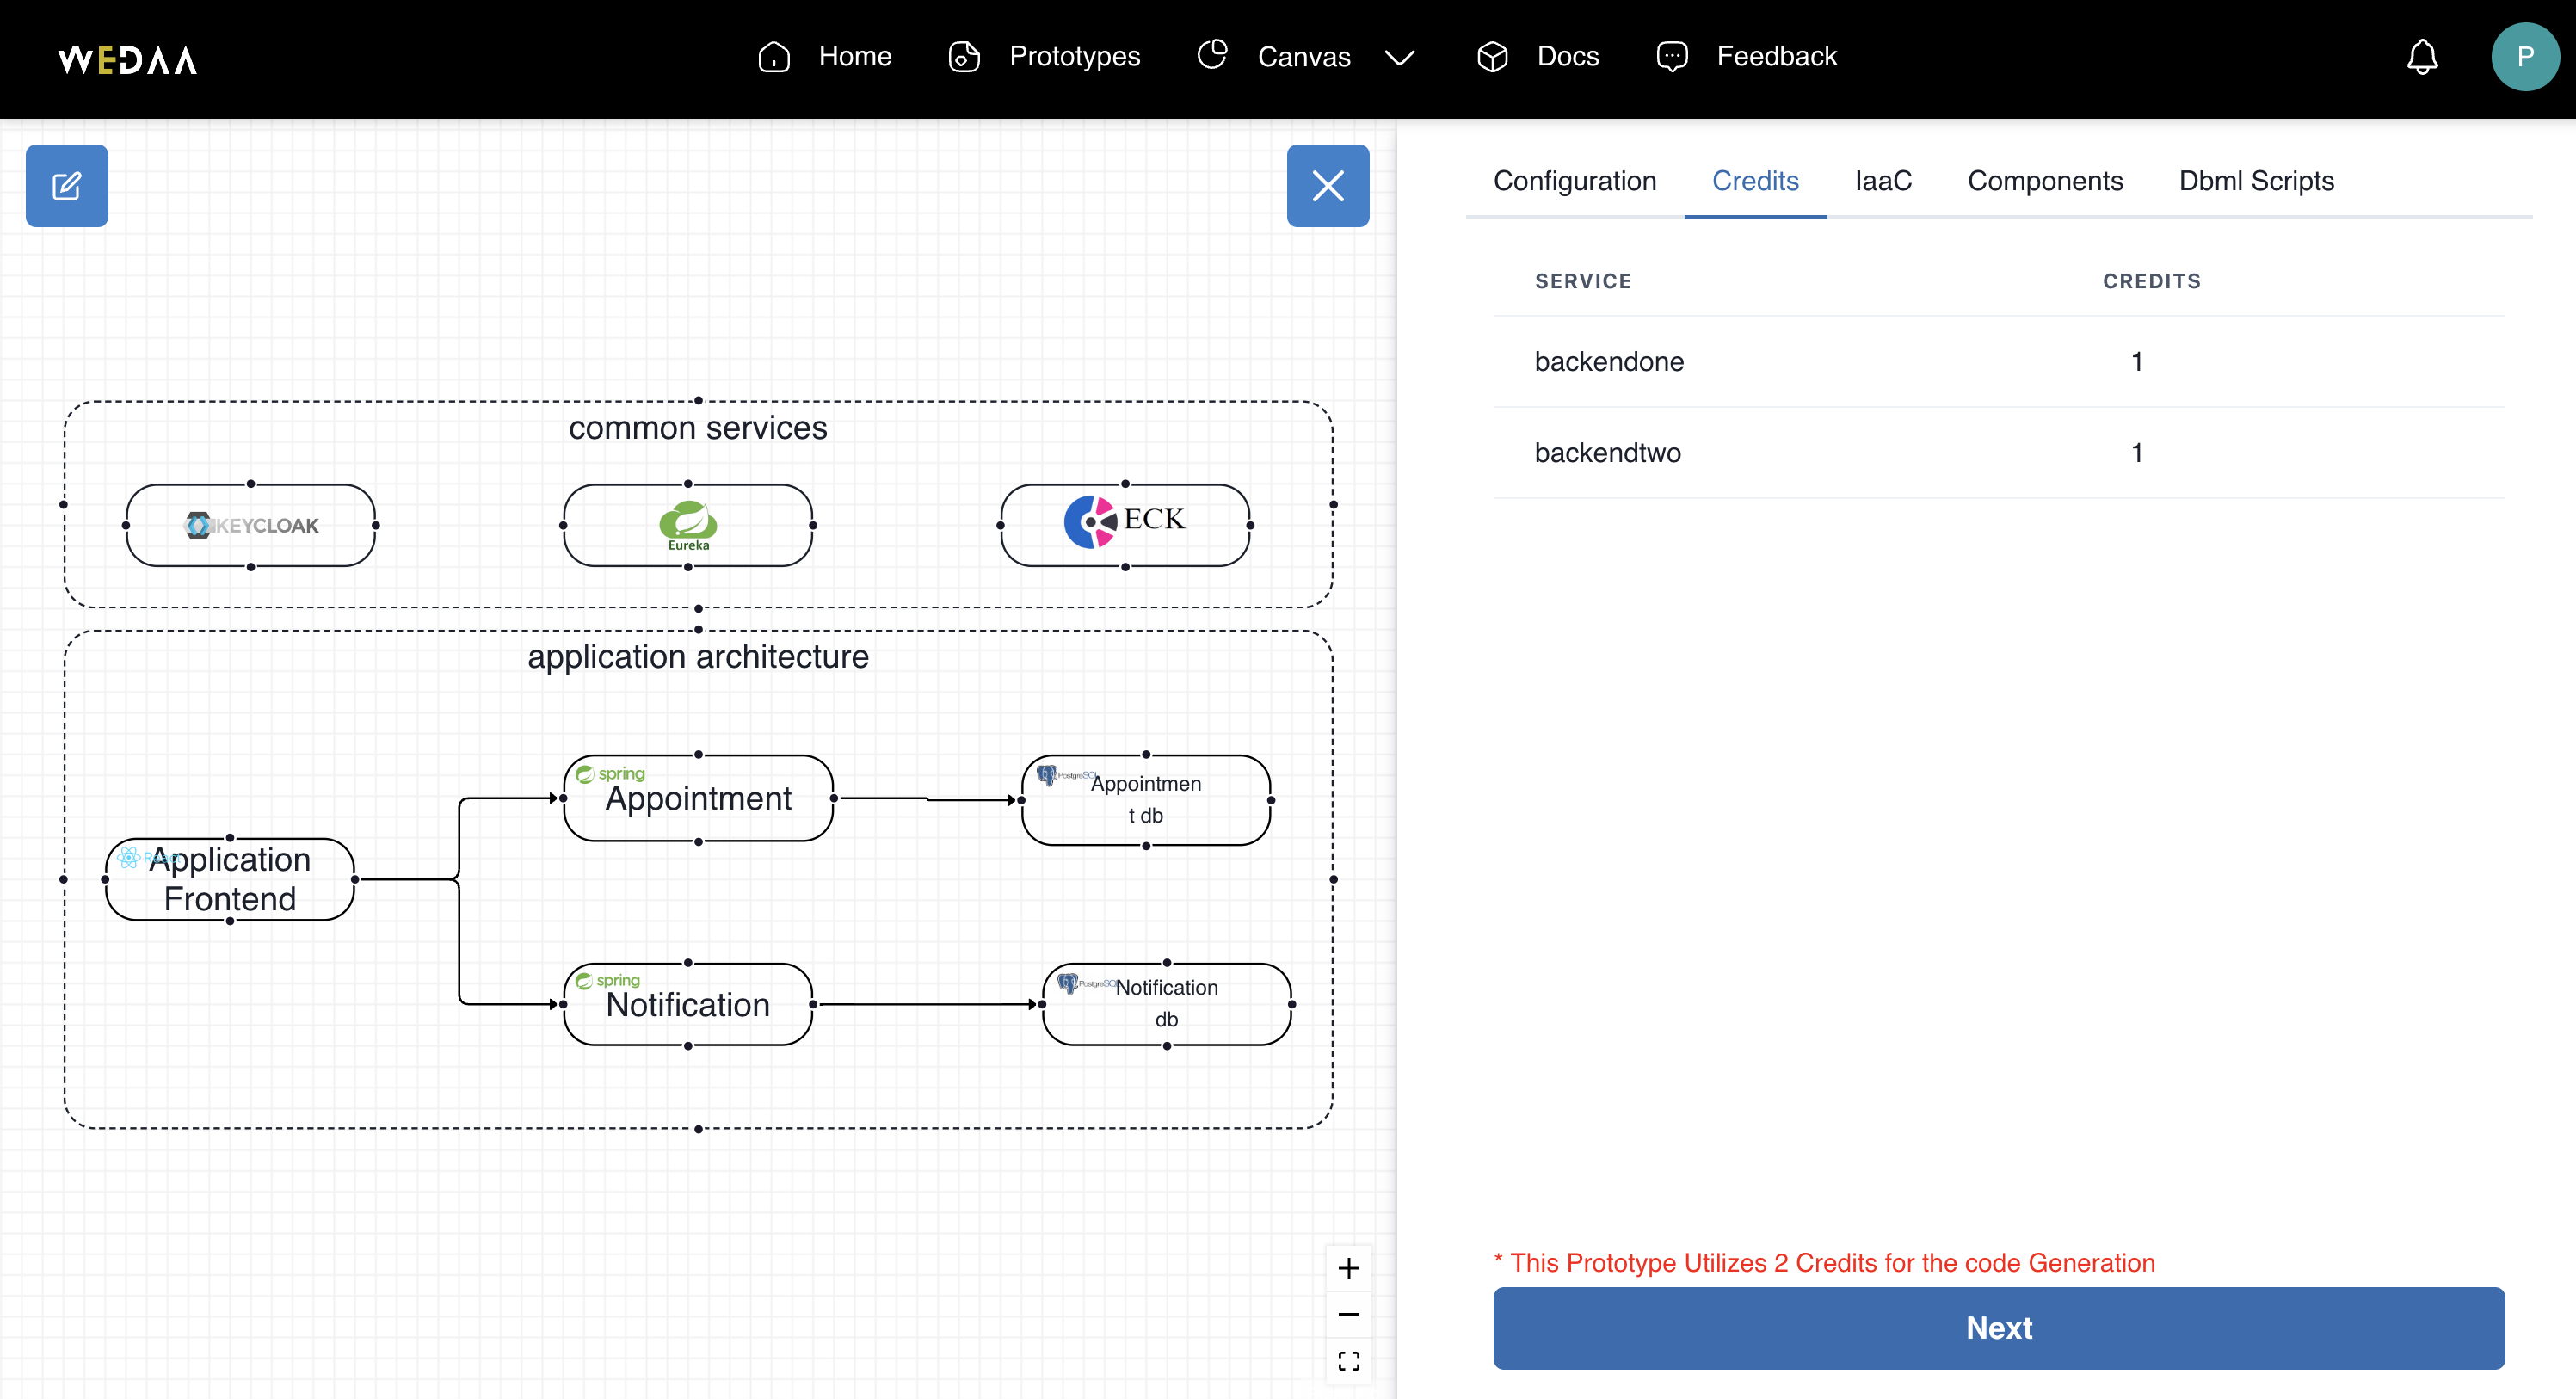 WEDAA
Home
Prototypes
Canvas
Docs
Feedback
P
common services
KEYCLOAK
Eureka
ECK
application architecture
spring
Appointment
PostgreSQL
Appointmen
t db
React
Application
Frontend
spring
Notification
PostgreSQL
Notification
db
Configuration
Credits
IaaC
Components
Dbml Scripts
SERVICE CREDITS
backendone 1
backendtwo 1
* This Prototype Utilizes 2 Credits for the code Generation
Next